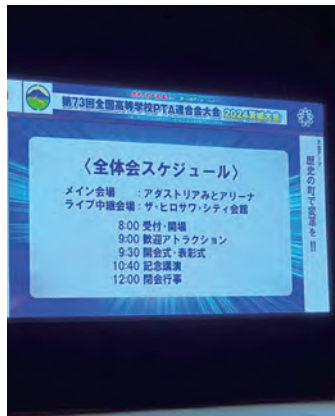 第73回全国高等学校PTA連合会大会 2024茨城大会
〈全体会スケジュール〉
メイン会場 :アダストリアみとアリーナ
ライブ中継会場:ザ・ヒロサワ・シティ会館
8:00 受付・開場
9:00 歓迎アトラクション
9:30 開会式・表彰式
10:40 記念講演
12:00 閉会行事
歴史の町で変革を!!